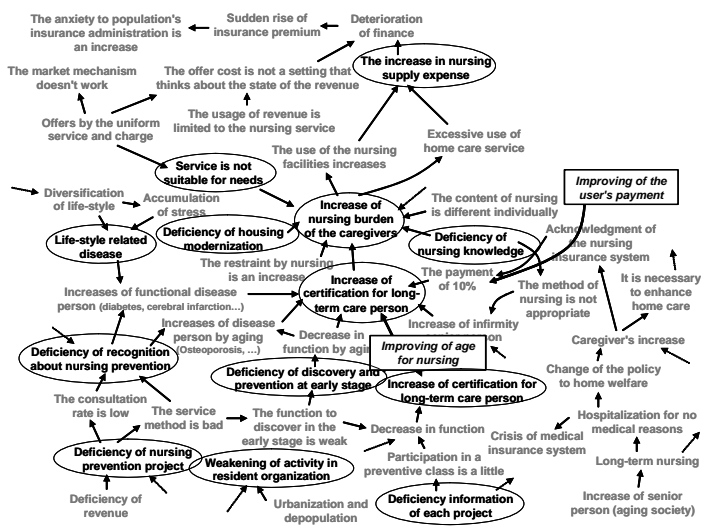 The anxiety to population's
insurance administration is
an increase
Sudden rise of
insurance premium
Deterioration
of finance
The market mechanism
doesn't work
The offer cost is not a setting that
thinks about the state of the revenue
The increase in nursing
supply expense
Offers by the uniform
service and charge
The usage of revenue is
limited to the nursing service
The use of the nursing
facilities increases
Excessive use of
home care service
Service is not
suitable for needs
Improving of the
user's payment
Diversification
of life-style
Accumulation
of stress
Increase of
nursing burden
of the caregivers
The content of nursing
is different individually
Life-style related
disease
Deficiency of housing
modernization
Deficiency of
nursing knowledge
Acknowledgment of
the nursing
insurance system
The restraint by nursing
is an increase
Increase of
certification for long-
term care person
The payment
of 10%
The method of
nursing is not
appropriate
It is necessary
to enhance
home care
Increases of functional disease
person (diabetes, cerebral infarction...)
Increases of disease
person by aging
(Osteoporosis, ...)
Decrease in
function by agin
Increase of infirmity
on
Improving of age
for nursing
Caregiver's increase
Deficiency of recognition
about nursing prevention
Deficiency of discovery and
prevention at early stage
Increase of certification for
long-term care person
Change of the policy
to home welfare
The consultation
rate is low
The service
method is bad
The function to
discover in the
early stage is weak
Decrease in function
Hospitalization for no
medical reasons
Crisis of medical
insurance system
Deficiency of nursing
prevention project
Weakening of activity in
resident organization
Participation in a
preventive class is a little
Long-term nursing
Deficiency of
revenue
Urbanization and
depopulation
Deficiency information
of each project
Increase of senior
person (aging society)